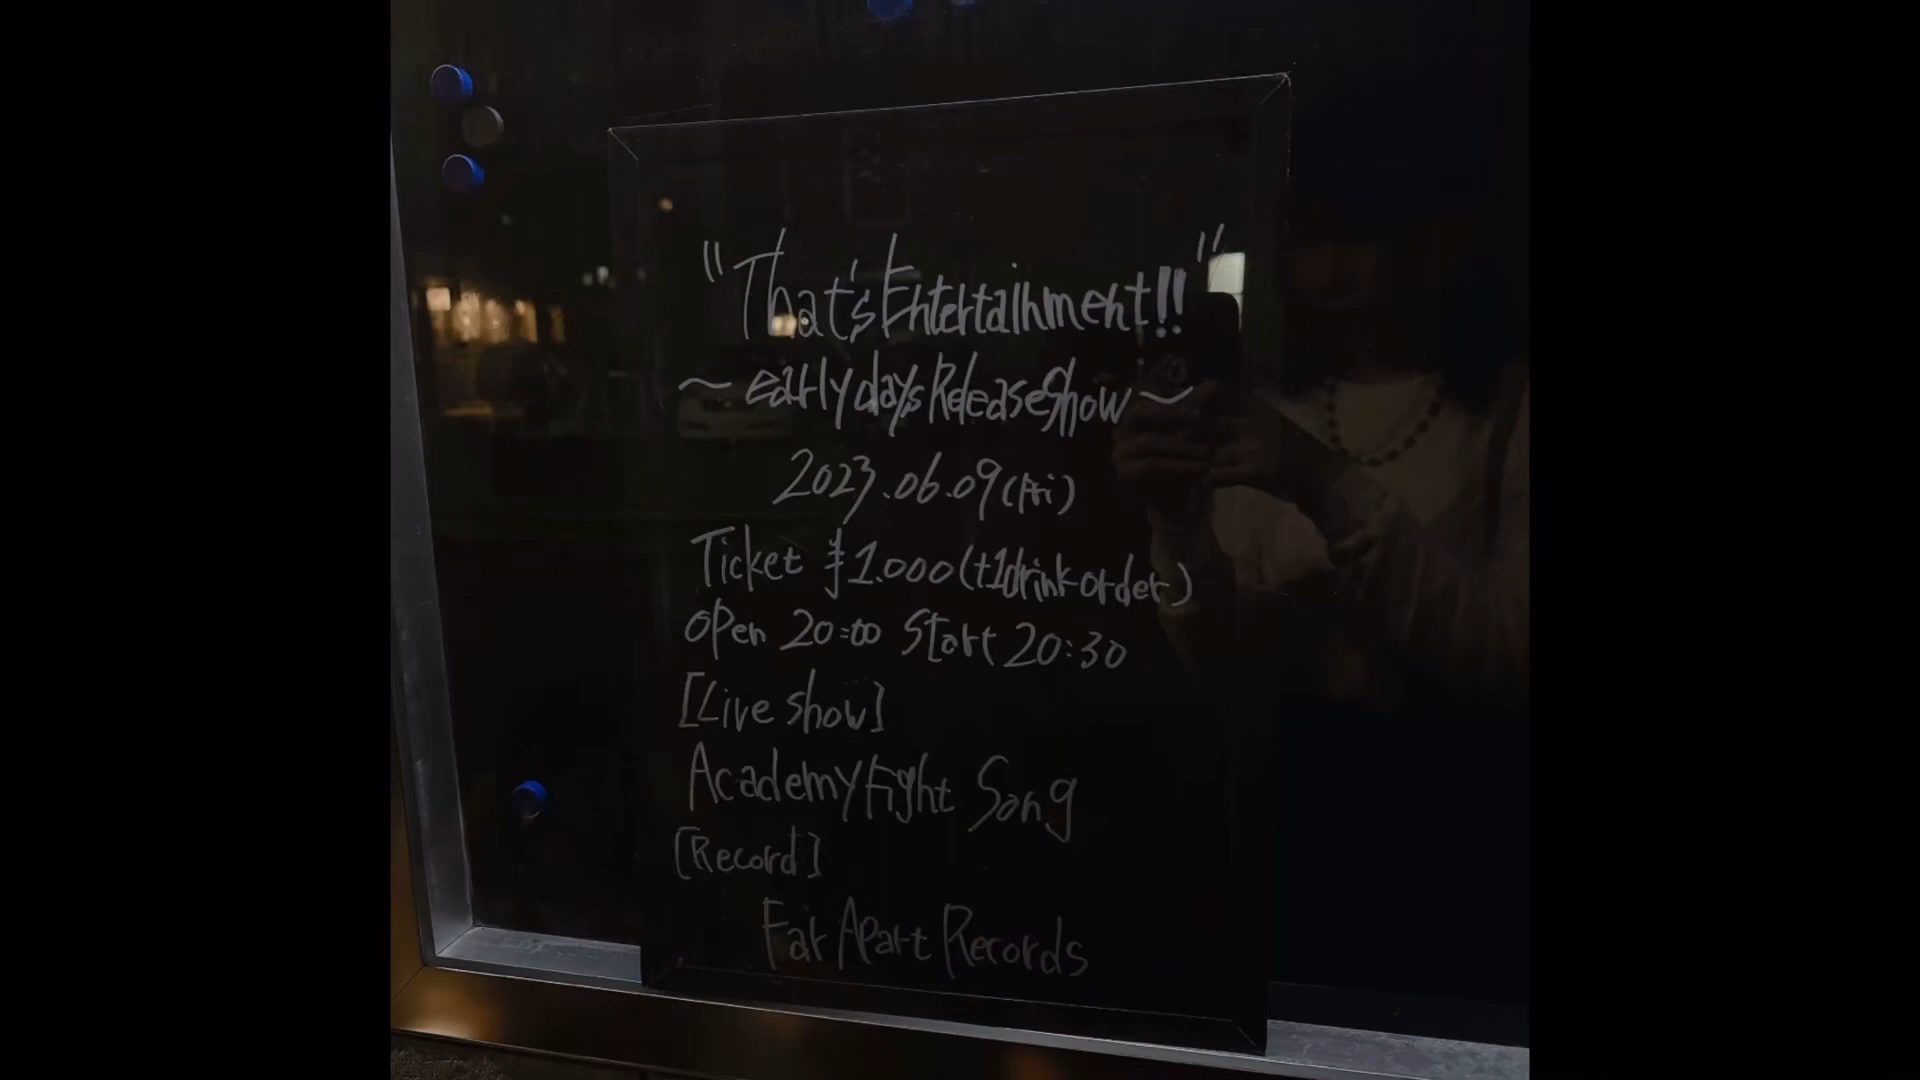 "That's Entertainment!!"
～early days Release Show～
2023.06.09(Fri)
Ticket ¥1.000(+1drink order)
open 20:00 Start 20:30
[Live show]
Academy Fight Song
[Record]
Far Apart Records